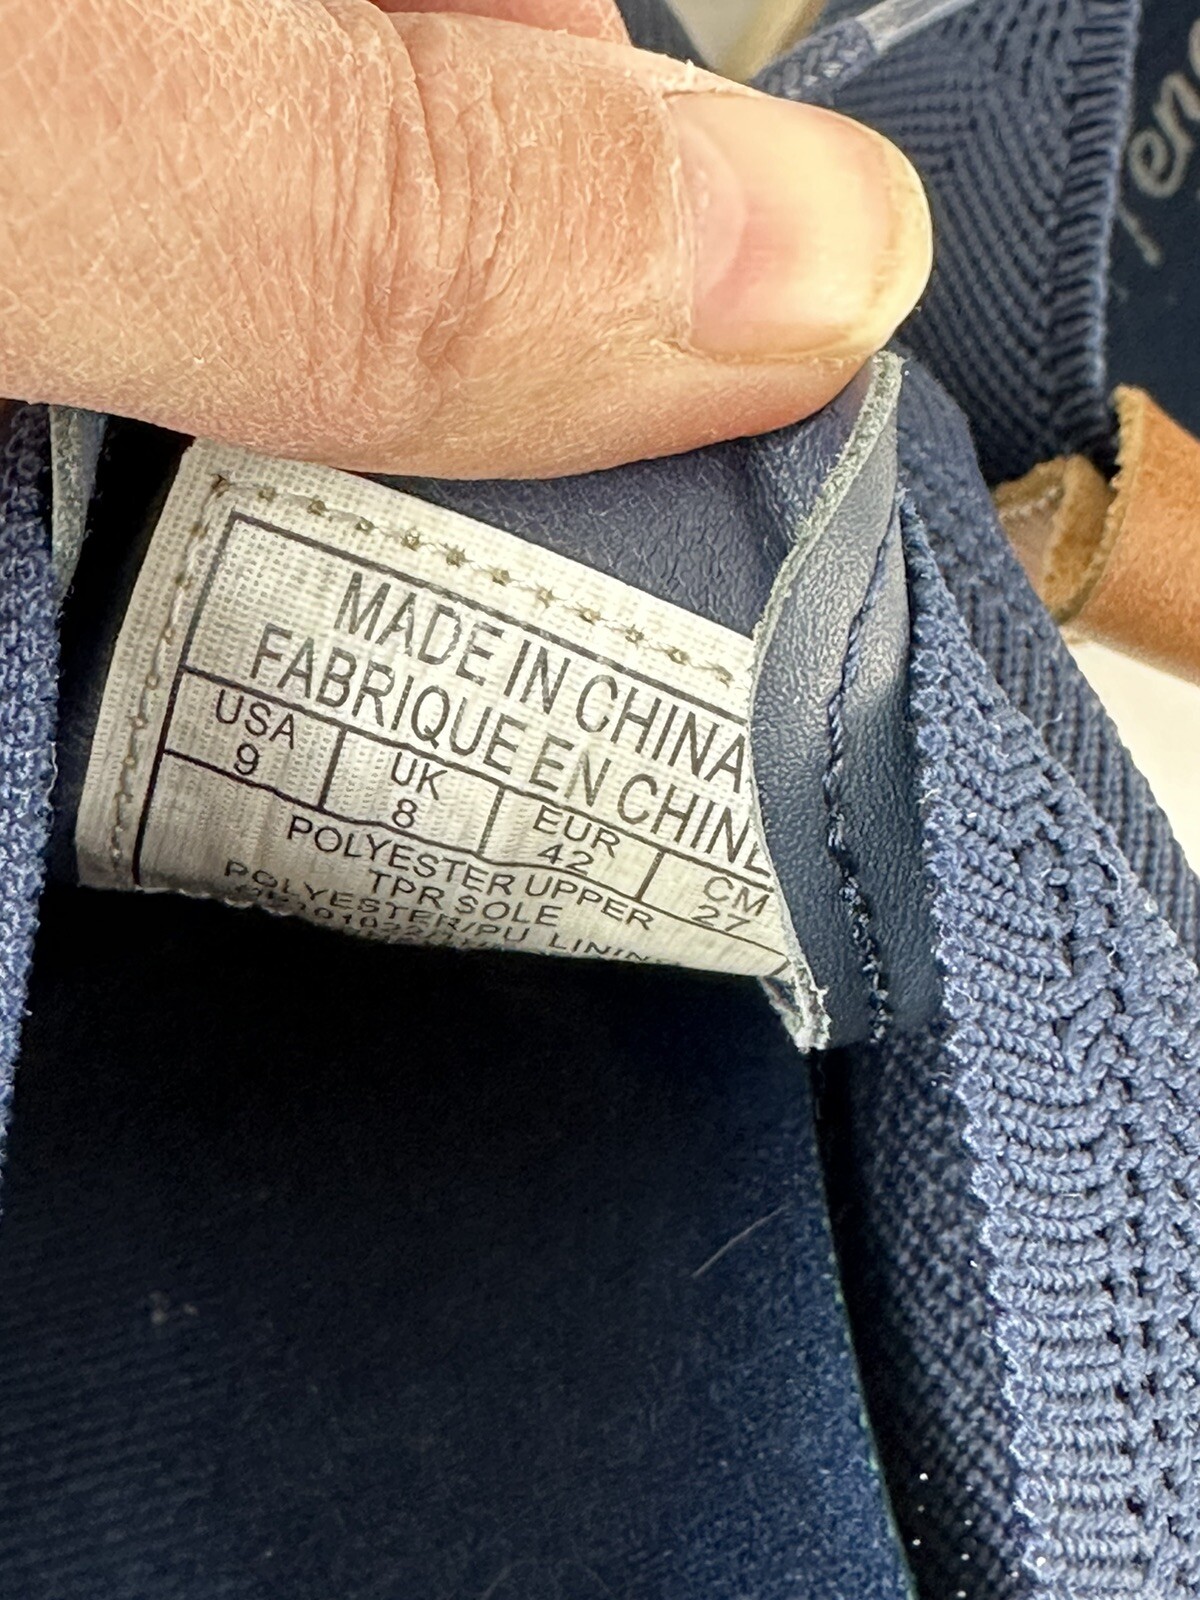 MADE IN CHINA
FABRIQUE EN CHINE
USA UK EUR CM
9 8 42 27
POLYESTER UPPER
TPR SOLE
POLYESTER/PU LINING